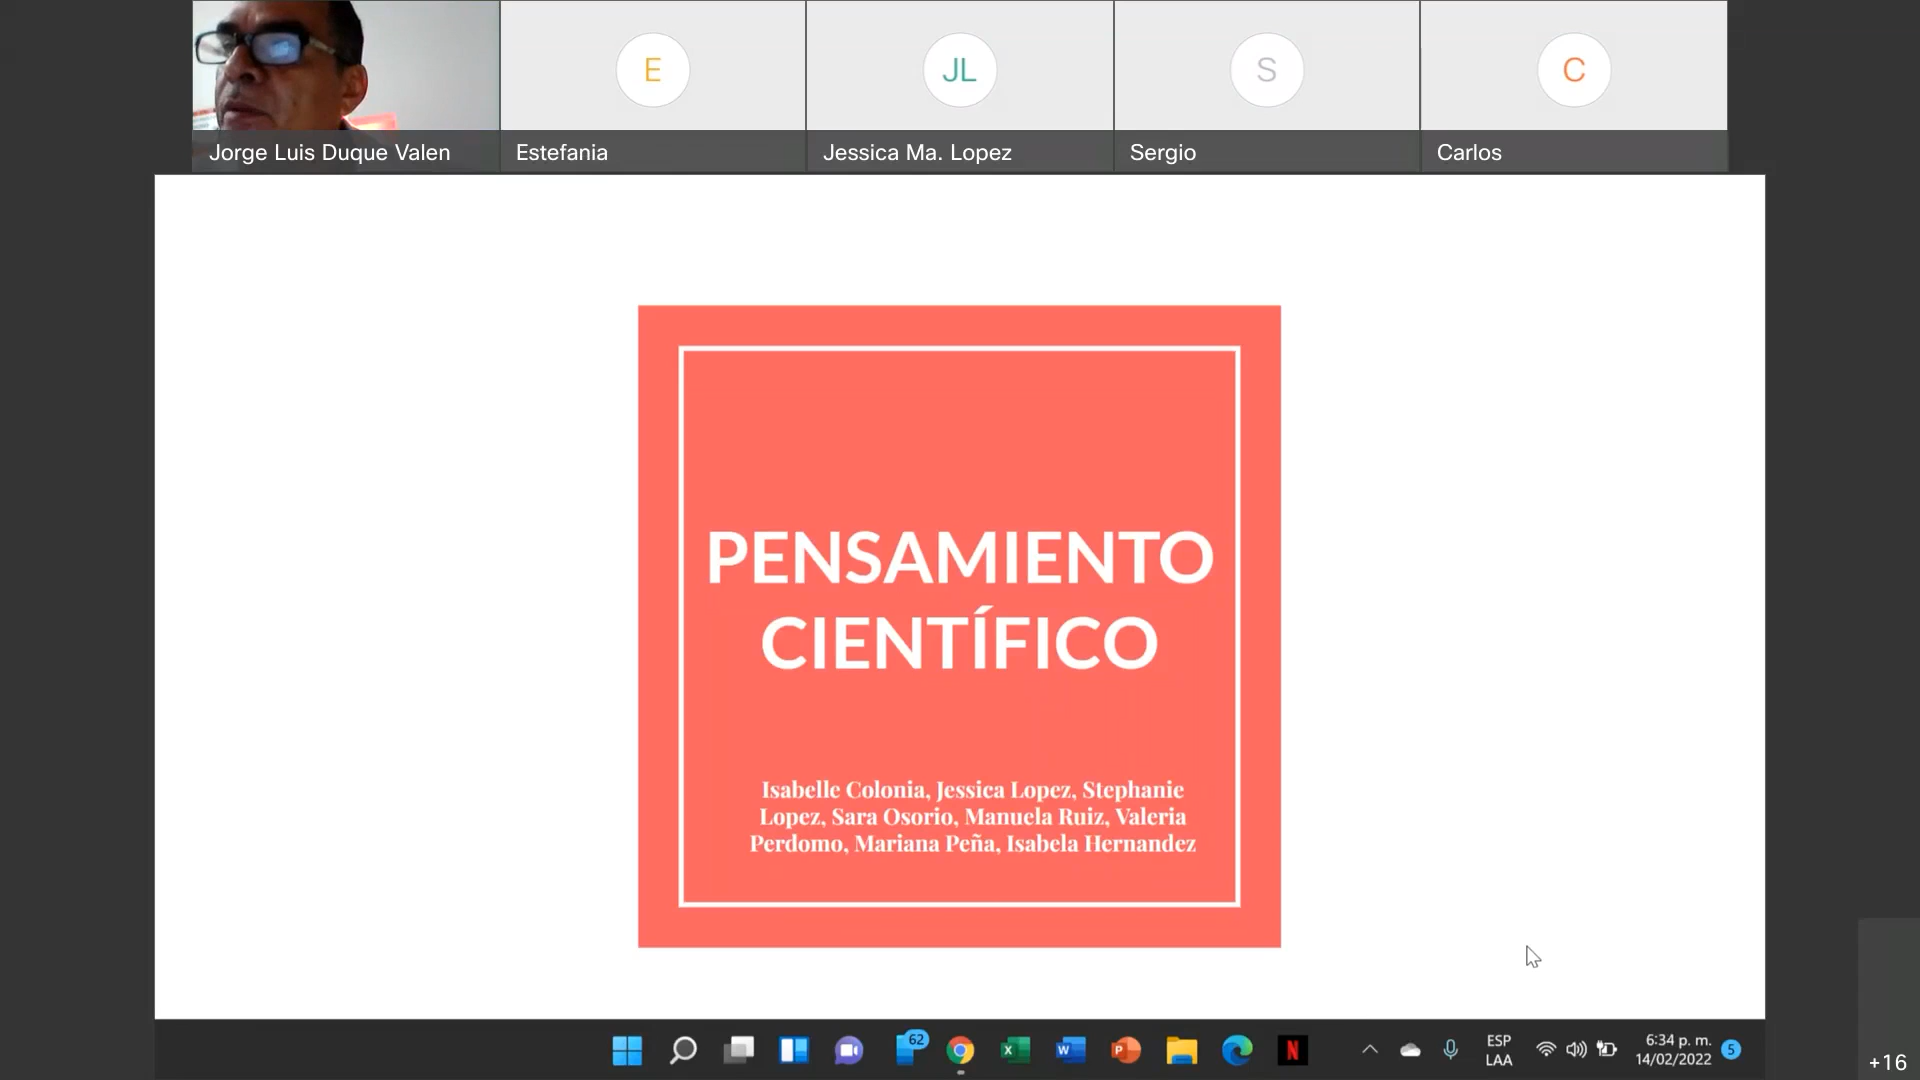 E
JL
S
C
Jorge Luis Duque Valen
Estefania
Jessica Ma. Lopez
Sergio
Carlos
PENSAMIENTO
CIENTÍFICO
Isabelle Colonia, Jessica Lopez, Stephanie
Lopez, Sara Osorio, Manuela Ruiz, Valeria
Perdomo, Mariana Peña, Isabela Hernandez
62
X
W
P
N
ESP
LAA
6:34 p. m.
14/02/2022
5
+16